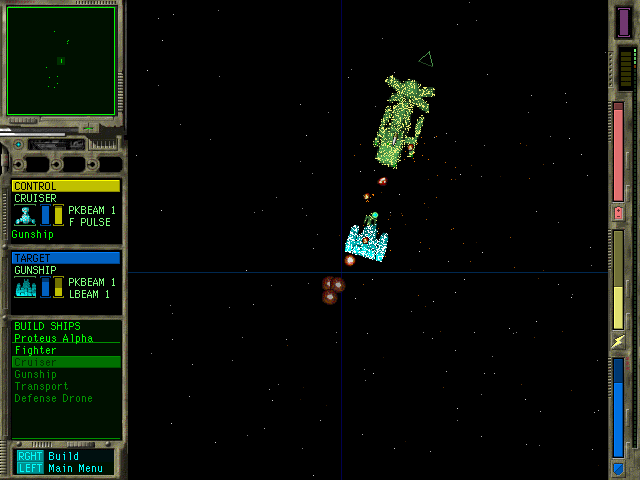 CONTROL
CRUISER
PKBEAM 1
F PULSE
Gunship
TARGET
GUNSHIP
PKBEAM 1
LBEAM 1
BUILD SHIPS
Proteus Alpha
Fighter
Cruiser
Gunship
Transport
Defense Drone
RGHT Build
LEFT Main Menu